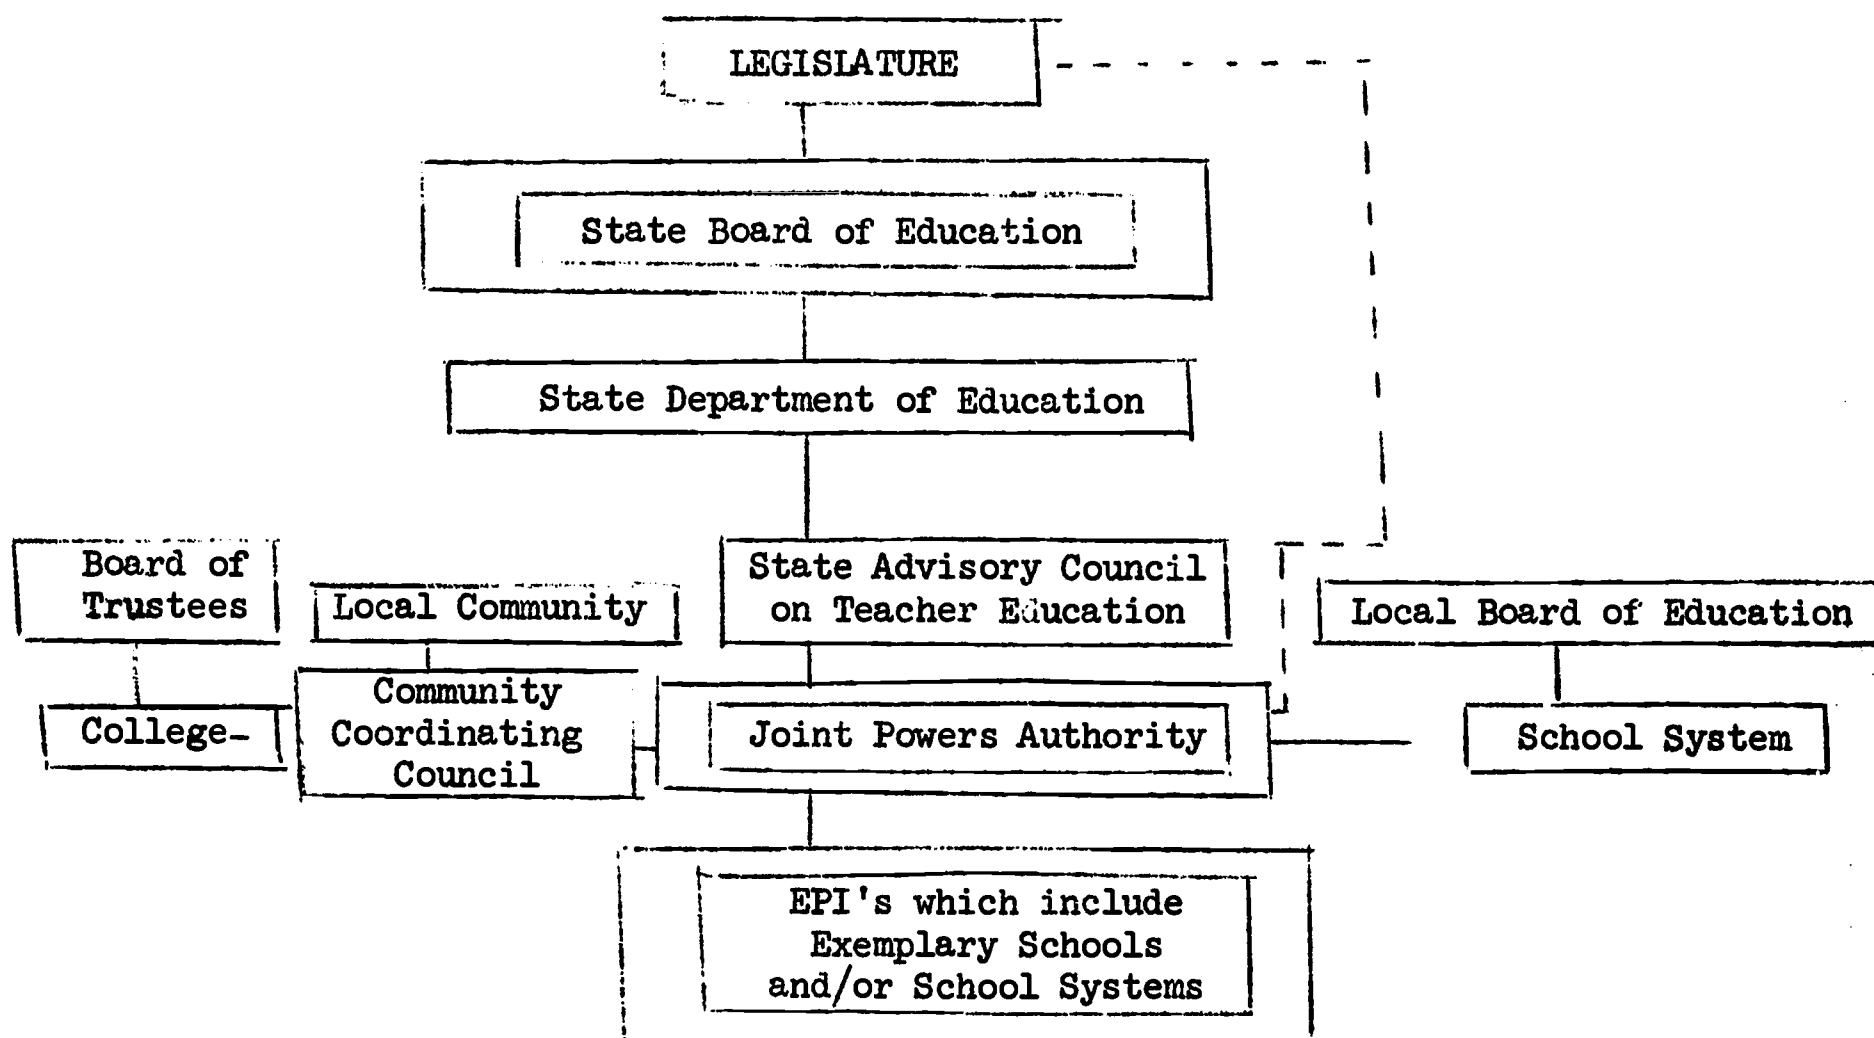 LEGISLATURE
State Board of Education
State Department of Education
Board of
Trustees
Local Community
State Advisory Council
on Teacher Education
Local Board of Education
College-
Community
Coordinating
Council
Joint Powers Authority
School System
EPI's which include
Exemplary Schools
and/or School Systems